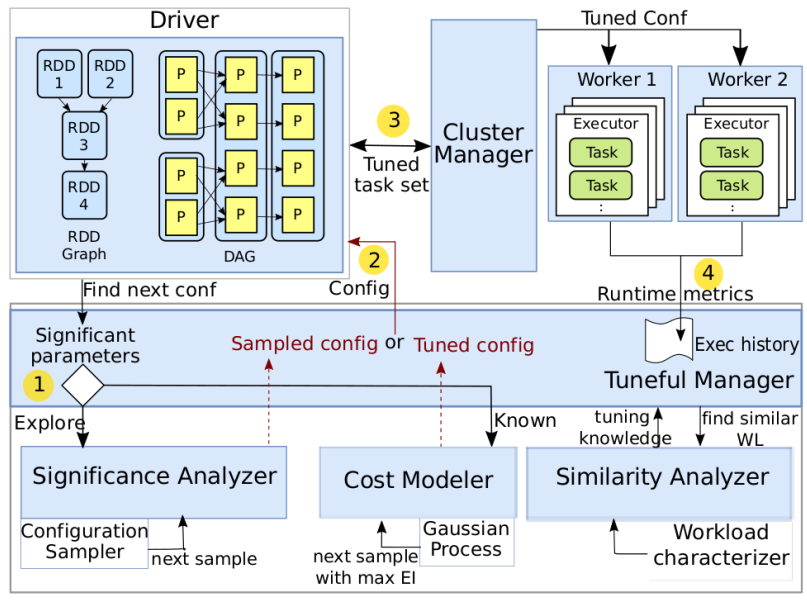 Driver
RDD
1
RDD
2
RDD
3
RDD
4
RDD
Graph
P
P
P
P
P
P
P
P
P
P
P
P
DAG
3
Tuned
task set
Cluster
Manager
Tuned Conf
Worker 1
Executor
Task
Task
:
Worker 2
Executor
Task
Task
:
2
Config
4
Runtime metrics
Find next conf
Significant
parameters
1
Sampled config or Tuned config
Exec history
Tuneful Manager
Explore
Known
tuning
knowledge
find similar
WL
Significance Analyzer
Configuration
Sampler
next sample
Cost Modeler
Gaussian
Process
next sample
with max EI
Similarity Analyzer
Workload
characterizer